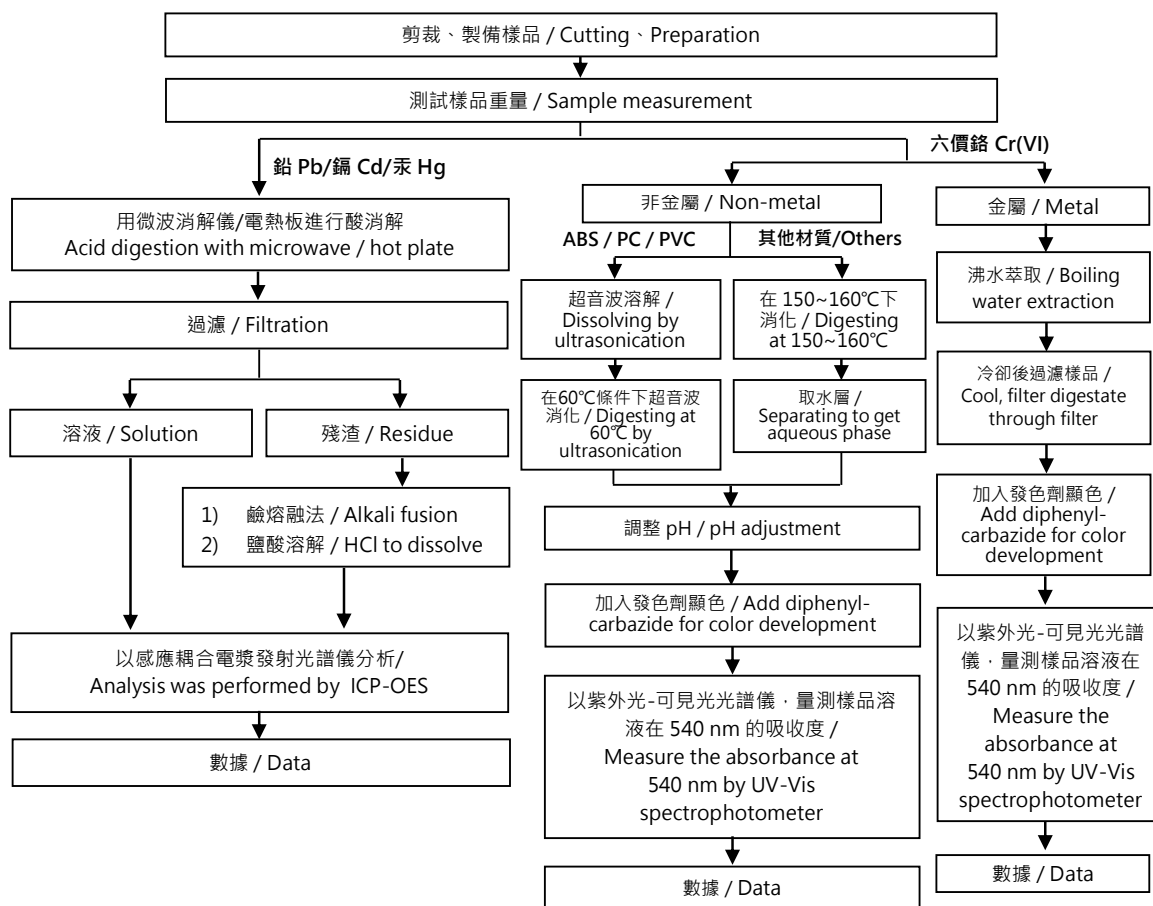 剪裁、製備樣品 / Cutting、Preparation
測試樣品重量 / Sample measurement
鉛 Pb/鎘 Cd/汞 Hg
六價鉻 Cr(VI)
用微波消解儀/電熱板進行酸消解
Acid digestion with microwave / hot plate
過濾 / Filtration
溶液 / Solution
殘渣 / Residue
1) 鹼熔融法 / Alkali fusion
2) 鹽酸溶解 / HCl to dissolve
以感應耦合電漿發射光譜儀分析/
Analysis was performed by ICP-OES
數據 / Data
非金屬 / Non-metal
ABS / PC / PVC
其他材質/Others
超音波溶解 /
Dissolving by
ultrasonication
在 150~160℃下
消化 / Digesting
at 150~160℃
在60℃條件下超音波
消化 / Digesting at
60℃ by
ultrasonication
取水層 /
Separating to get
aqueous phase
調整 pH / pH adjustment
加入發色劑顯色 / Add diphenyl-
carbazide for color development
以紫外光-可見光光譜儀，量測樣品溶
液在 540 nm 的吸收度 /
Measure the absorbance at
540 nm by UV-Vis
spectrophotometer
數據 / Data
金屬 / Metal
沸水萃取 / Boiling
water extraction
冷卻後過濾樣品 /
Cool, filter digestate
through filter
加入發色劑顯色 /
Add diphenyl-
carbazide for color
development
以紫外光-可見光光譜
儀，量測樣品溶液在
540 nm 的吸收度 /
Measure the
absorbance at
540 nm by UV-Vis
spectrophotometer
數據 / Data